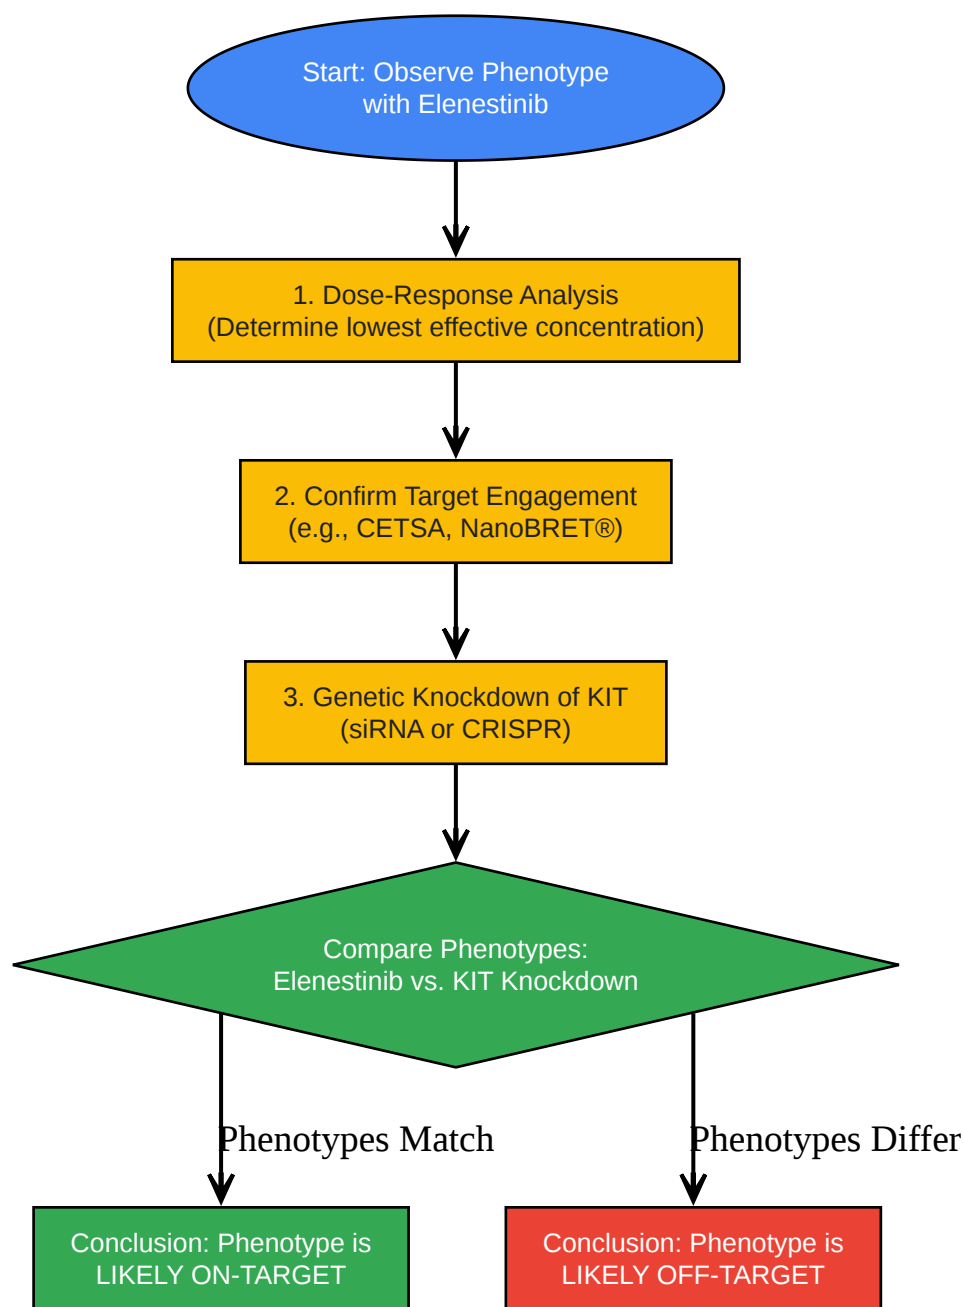 Start: Observe Phenotype
with Elenestinib
1. Dose-Response Analysis
(Determine lowest effective concentration)
2. Confirm Target Engagement
(e.g., CETSA, NanoBRET®)
3. Genetic Knockdown of KIT
(siRNA or CRISPR)
Compare Phenotypes:
Elenestinib vs. KIT Knockdown
Phenotypes Match
Phenotypes Differ
Conclusion: Phenotype is
LIKELY ON-TARGET
Conclusion: Phenotype is
LIKELY OFF-TARGET